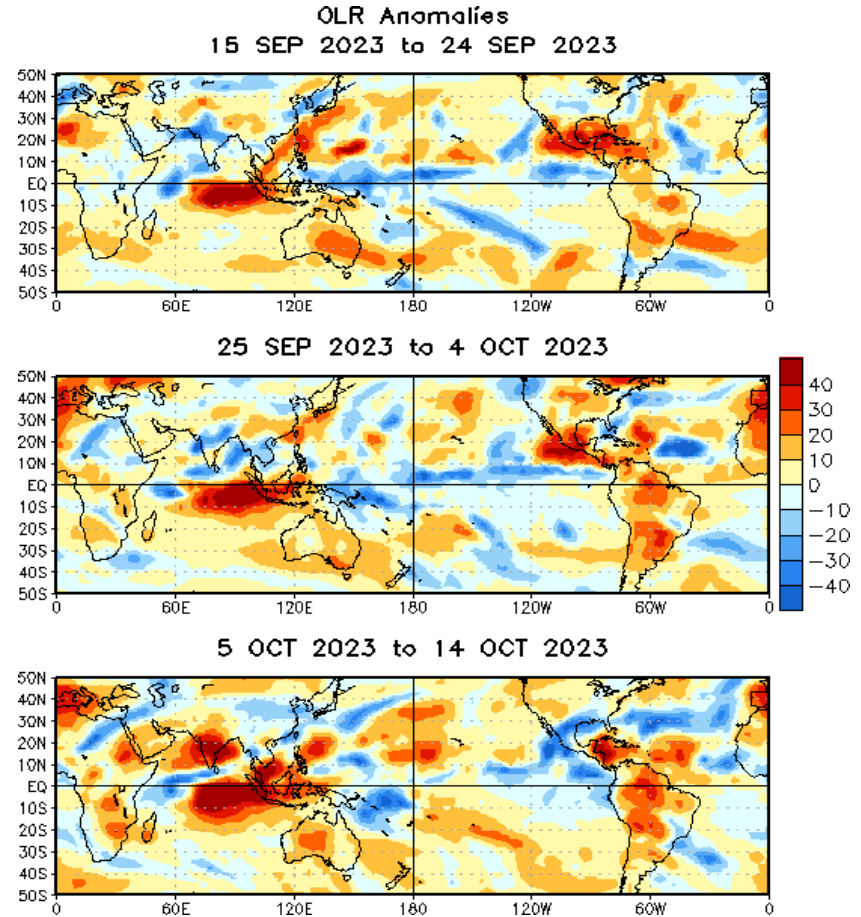 OLR Anomalies
15 SEP 2023 to 24 SEP 2023
50N
40N
30N
20N
10N
EQ
10S
20S
30S
40S
50S
0 60E 120E 180 120W 60W 0
25 SEP 2023 to 4 OCT 2023
50N
40N
30N
20N
10N
EQ
10S
20S
30S
40S
50S
0 60E 120E 180 120W 60W 0
40
30
20
10
0
-10
-20
-30
-40
5 OCT 2023 to 14 OCT 2023
50N
40N
30N
20N
10N
EQ
10S
20S
30S
40S
50S
0 60E 120E 180 120W 60W 0